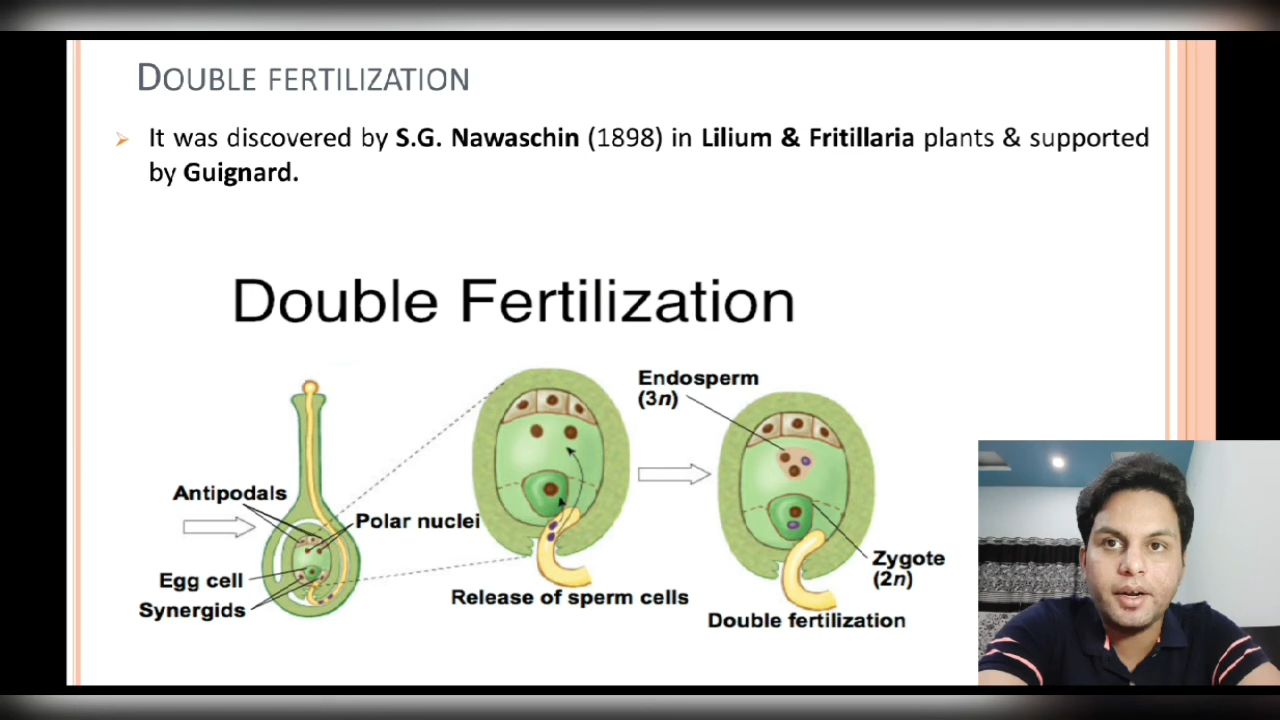 DOUBLE FERTILIZATION
It was discovered by S.G. Nawaschin (1898) in Lilium & Fritillaria plants & supported
by Guignard.
Double Fertilization
Endosperm
(3n)
Antipodals
Polar nuclei
Egg cell
Synergids
Release of sperm cells
Zygote
(2n)
Double fertilization